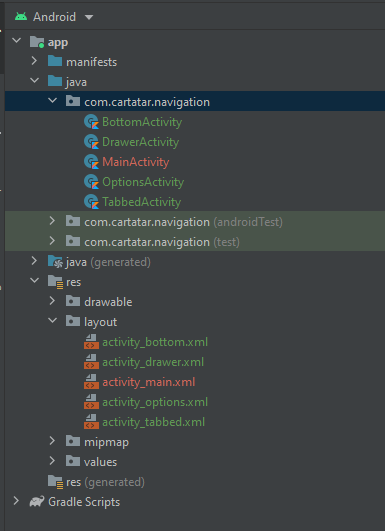 Android
app
manifests
java
com.cartatar.navigation
BottomActivity
DrawerActivity
MainActivity
OptionsActivity
TabbedActivity
com.cartatar.navigation (androidTest)
com.cartatar.navigation (test)
java (generated)
res
drawable
layout
activity_bottom.xml
activity_drawer.xml
activity_main.xml
activity_options.xml
activity_tabbed.xml
mipmap
values
res (generated)
Gradle Scripts